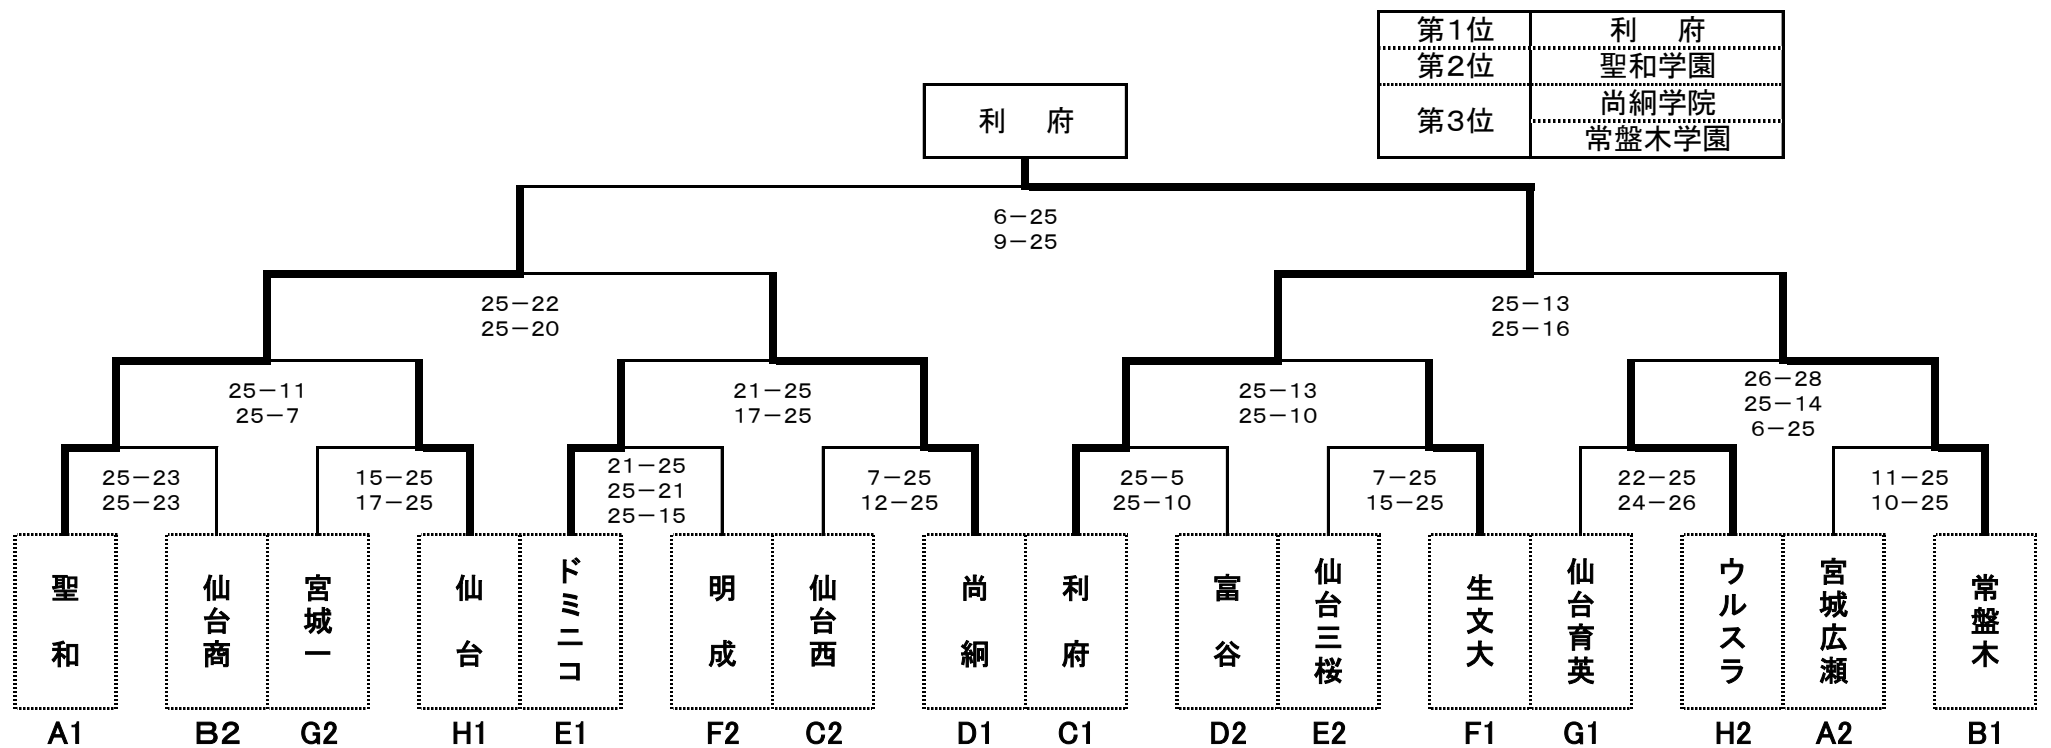 第1位 利 府
第2位 聖和学園
第3位 尚絅学院
常盤木学園
利 府
6－25
9－25
25－22
25－20
25－13
25－16
25－11
25－7
21－25
17－25
25－13
25－10
26－28
25－14
6－25
25－23
25－23
15－25
17－25
21－25
25－21
25－15
7－25
12－25
25－5
25－10
7－25
15－25
22－25
24－26
11－25
10－25
聖和
仙台商
宮城一
仙台
ドミニコ
明成
仙台西
尚絅
利府
富谷
仙台三桜
生文大
仙台育英
ウルスラ
宮城広瀬
常盤木
A1 B2 G2 H1 E1 F2 C2 D1 C1 D2 E2 F1 G1 H2 A2 B1